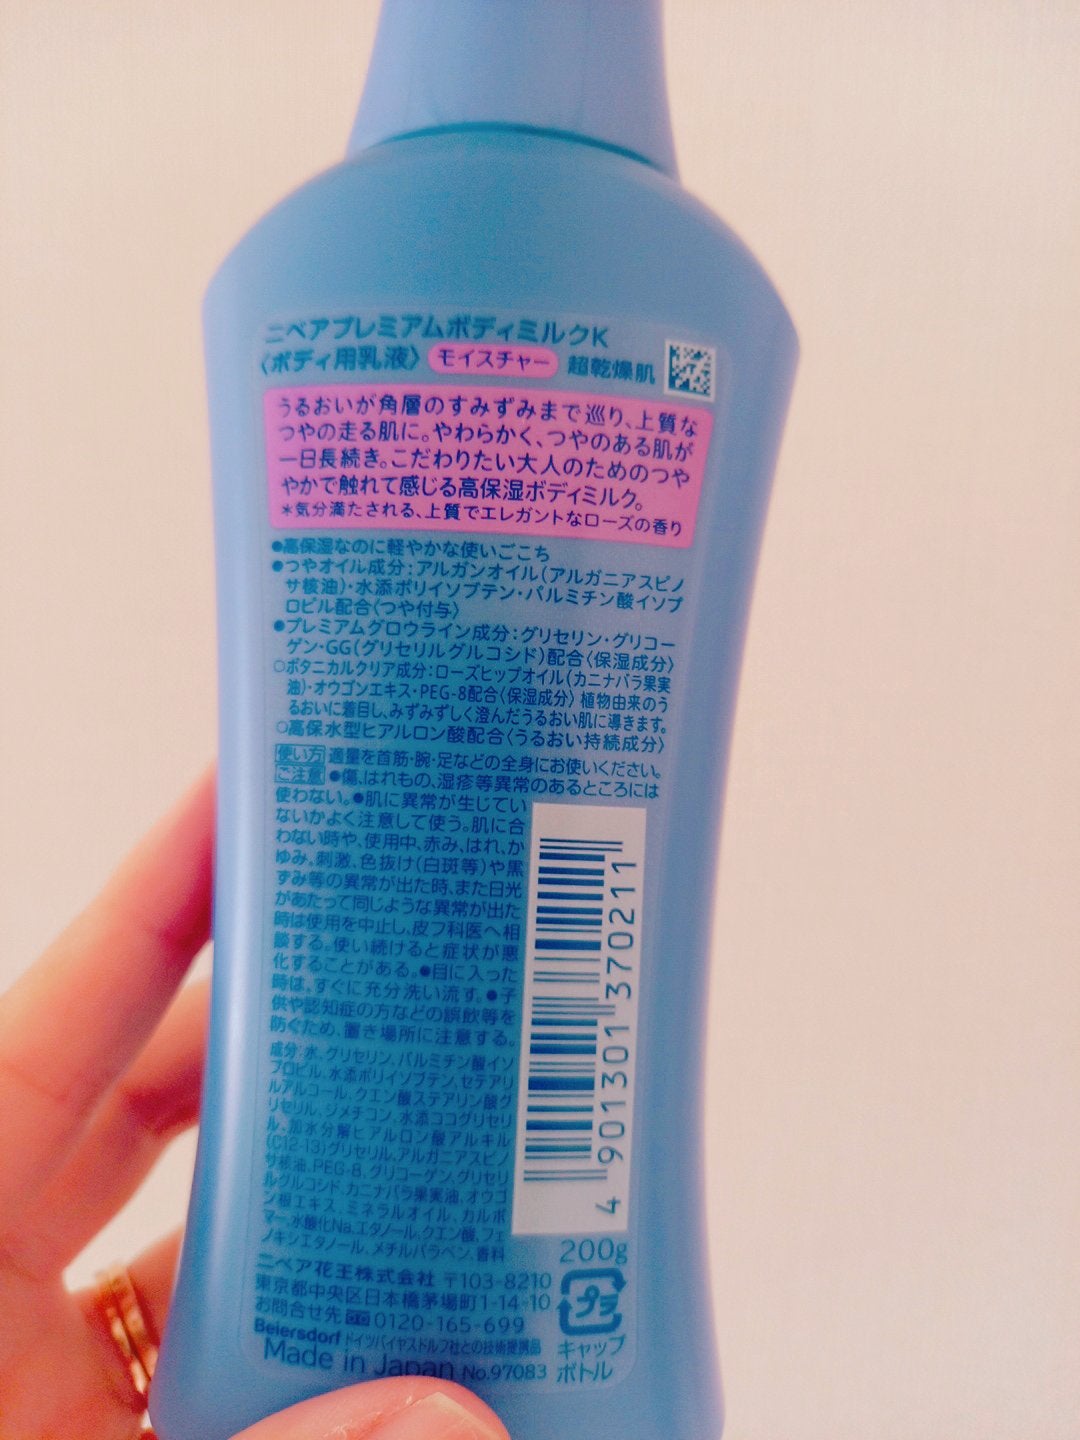 ニベアプレミアムボディミルクK
〈ボディ用乳液〉 モイスチャー 超乾燥肌
うるおいが角層のすみずみまで巡り、上質な
つやの走る肌に。やわらかく、つやのある肌が
一日長続き。こだわりたい大人のためのつや
やかで触れて感じる高保湿ボディミルク。
＊気分満たされる、上質でエレガントなローズの香り
●高保湿なのに軽やかな使いごこち
●つやオイル成分：アルガンオイル（アルガニアスピノ
サ核油）・水添ポリイソブテン・パルミチン酸イソプ
ロピル配合〈つや付与〉
●プレミアムグロウライン成分：グリセリン・グリコー
ゲン・GG（グリセリルグルコシド）配合〈保湿成分〉
○ボタニカルクリア成分：ローズヒップオイル（カニナバラ果実
油）・オウゴンエキス・PEG-8配合〈保湿成分〉 植物由来のう
るおいに着目し、みずみずしく澄んだうるおい肌に導きます。
○高保水型ヒアルロン酸配合〈うるおい持続成分〉
使い方 適量を首筋・腕・足などの全身にお使いください。
ご注意 ●傷、はれもの、湿疹等異常のあるところには
使わない。●肌に異常が生じてい
ないかよく注意して使う。肌に合
わない時や、使用中、赤み、はれ、か
ゆみ、刺激、色抜け（白斑等）や黒
ずみ等の異常が出た時、また日光
があたって同じような異常が出た
時は使用を中止し、皮フ科医へ相
談する。使い続けると症状が悪
化することがある。●目に入った
時は、すぐに充分洗い流す。●子
供や認知症の方などの誤飲等を
防ぐため、置き場所に注意する。
成分：水、グリセリン、パルミチン酸イソ
プロピル、水添ポリイソブテン、セテアリ
ルアルコール、クエン酸ステアリン酸グ
リセリル、ジメチコン、水添ココグリセリ
ル、加水分解ヒアルロン酸アルキル
(C12-13)グリセリル、アルガニアスピノ
サ核油、PEG-8、グリコーゲン、グリセリ
ルグルコシド、カニナバラ果実油、オウゴ
ン根エキス、ミネラルオイル、カルボ
マー、水酸化Na、エタノール、クエン酸、フェ
ノキシエタノール、メチルパラベン、香料
4 901301 370211
200g
ニベア花王株式会社 〒103-8210
東京都中央区日本橋茅場町1-14-10
お問合せ先 0120-165-699
Beiersdorf ドイツバイヤスドルフ社との技術提携品
Made in Japan No.97083
プラ
キャップ
ボトル